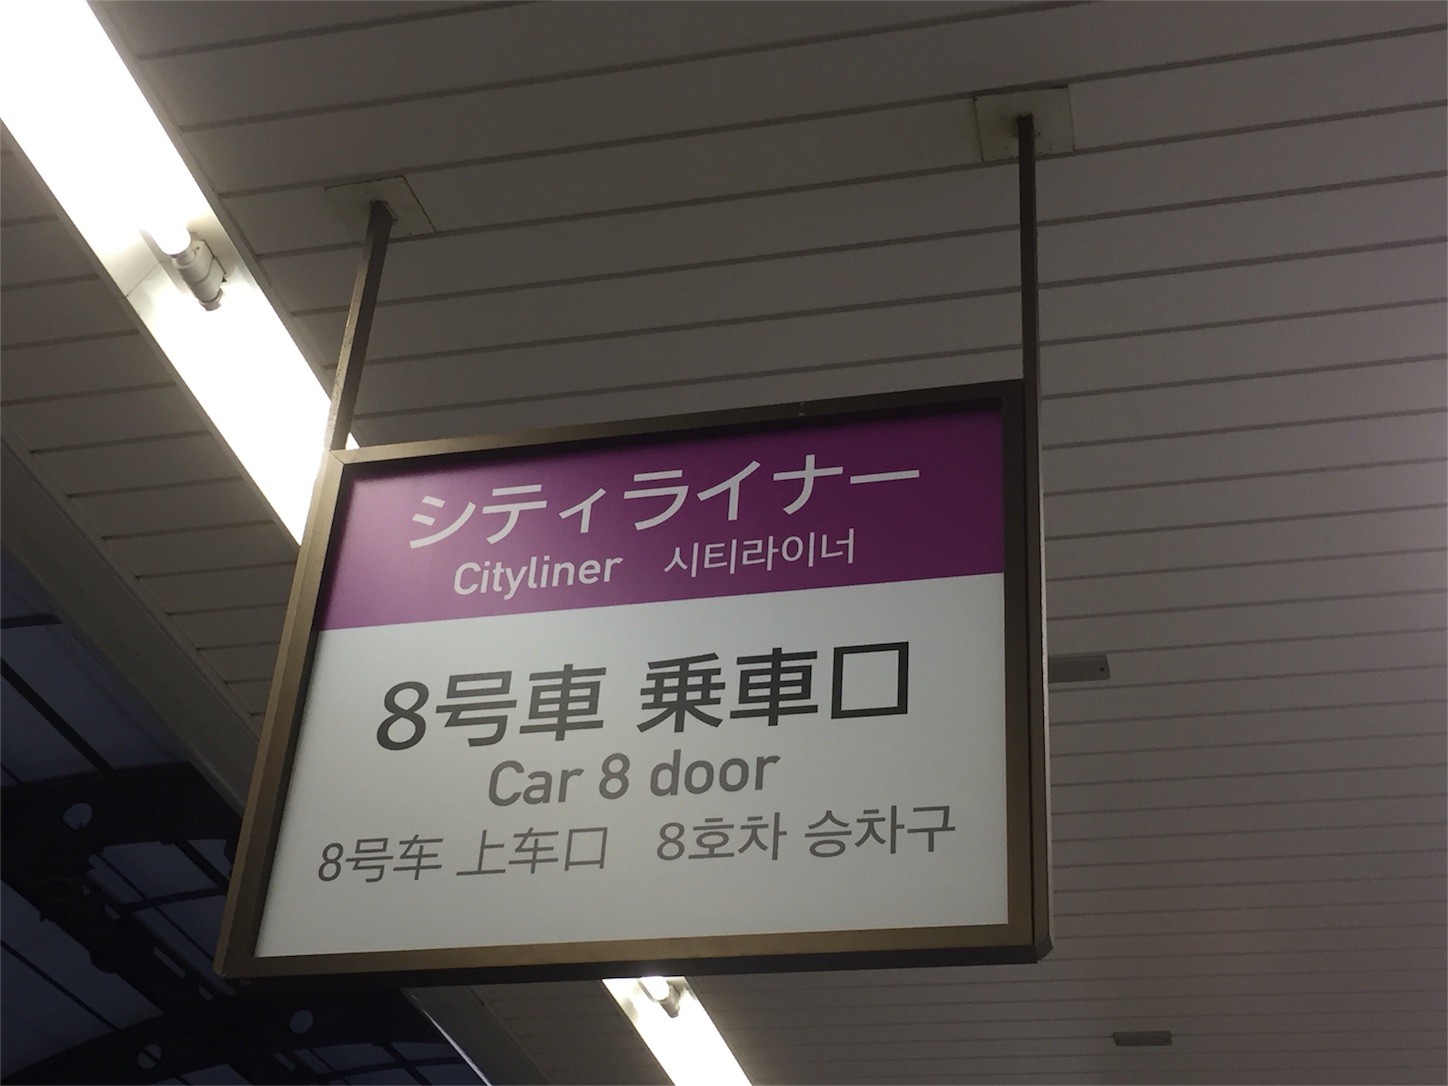 シティライナー
Cityliner 시티라이너
8号車 乗車口
Car 8 door
8号车 上车口 8호차 승차구